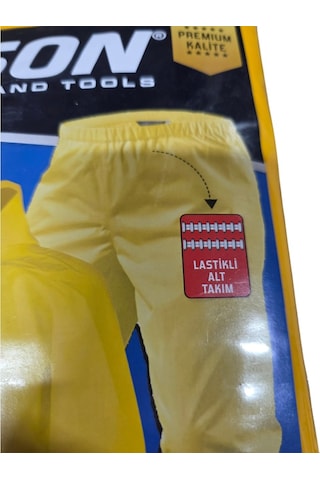 SON®
AND TOOLS
PREMIUM
KALİTE
LASTİKLİ
ALT
TAKIM